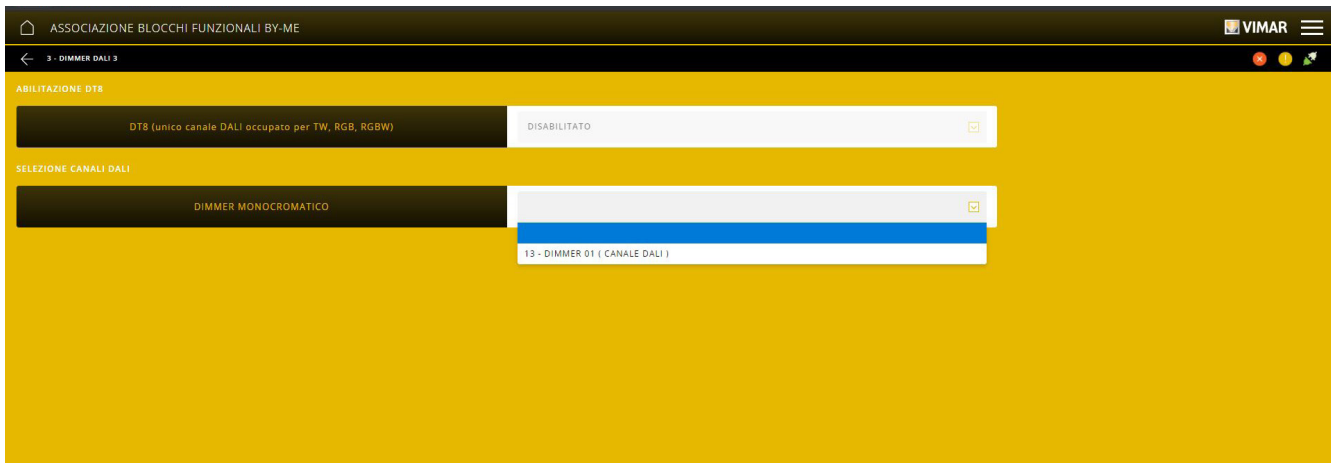 ASSOCIAZIONE BLOCCHI FUNZIONALI BY-ME
VIMAR
3 - DIMMER DALI 3
ABILITAZIONE DT8
DT8 (unico canale DALI occupato per TW, RGB, RGBW)
DISABILITATO
SELEZIONE CANALI DALI
DIMMER MONOCROMATICO
13 - DIMMER 01 ( CANALE DALI )